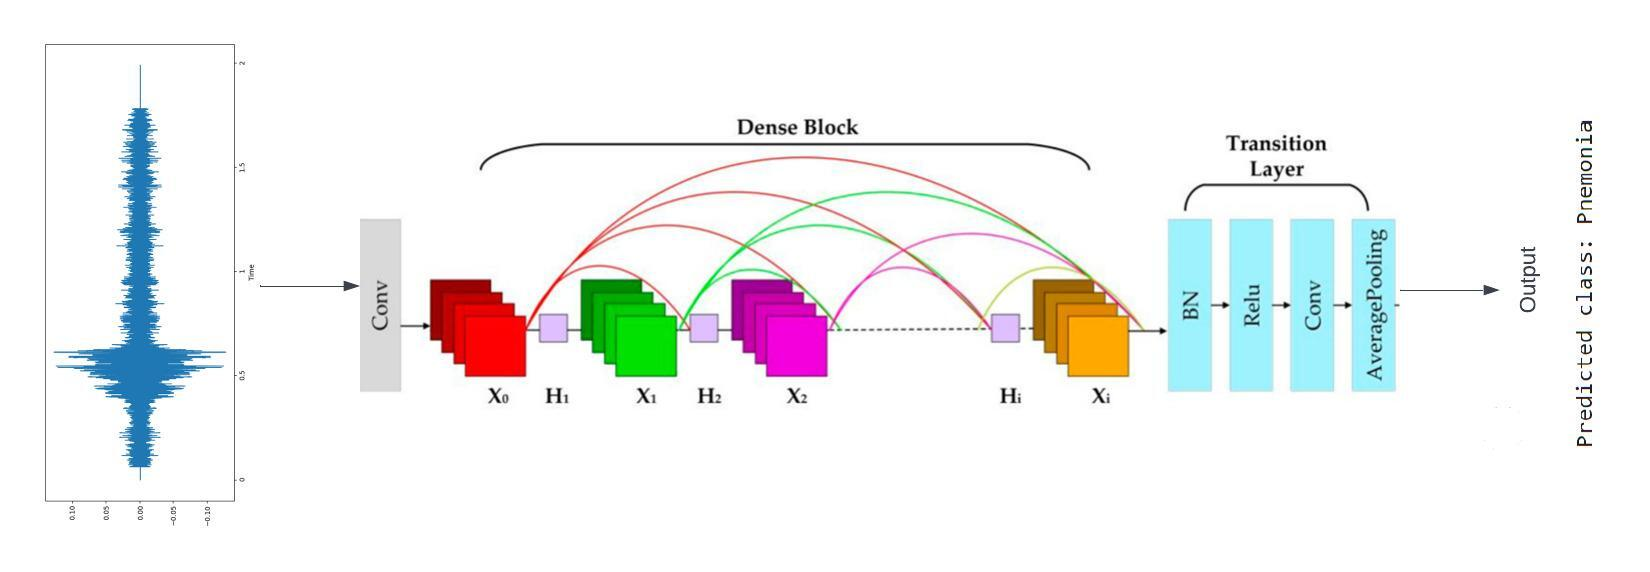 0.10
0.05
0.00
-0.05
-0.10
0
0.5
1
1.5
2
Time
Conv
Dense Block
X0
H1
X1
H2
X2
Hi
Xi
Transition
Layer
BN
Relu
Conv
AveragePooling
Output
Predicted class: Pnemonia